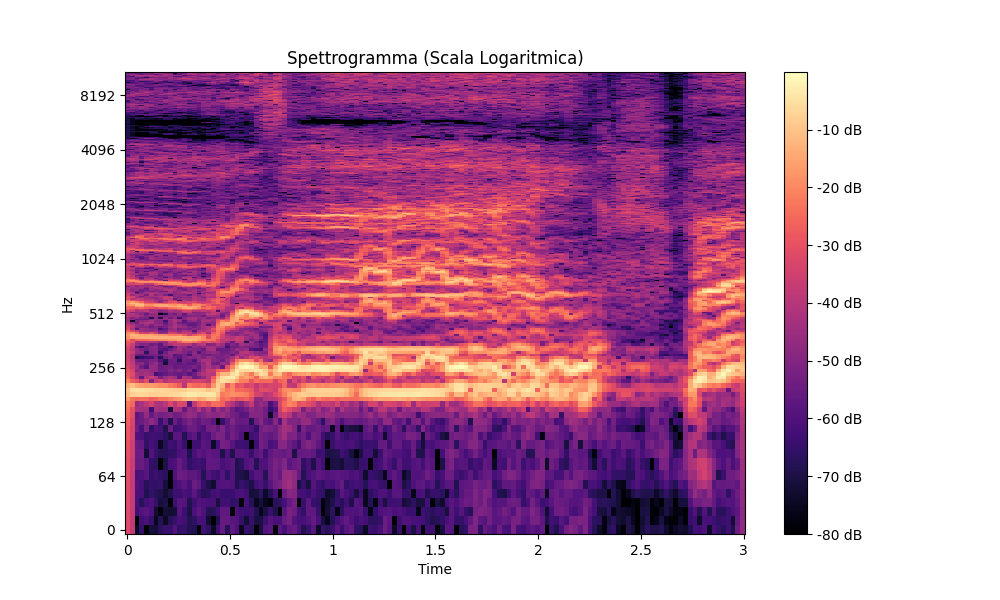 Spettrogramma (Scala Logaritmica)
Hz
8192
4096
2048
1024
512
256
128
64
0
0
0.5
1
1.5
2
2.5
3
Time
-10 dB
-20 dB
-30 dB
-40 dB
-50 dB
-60 dB
-70 dB
-80 dB